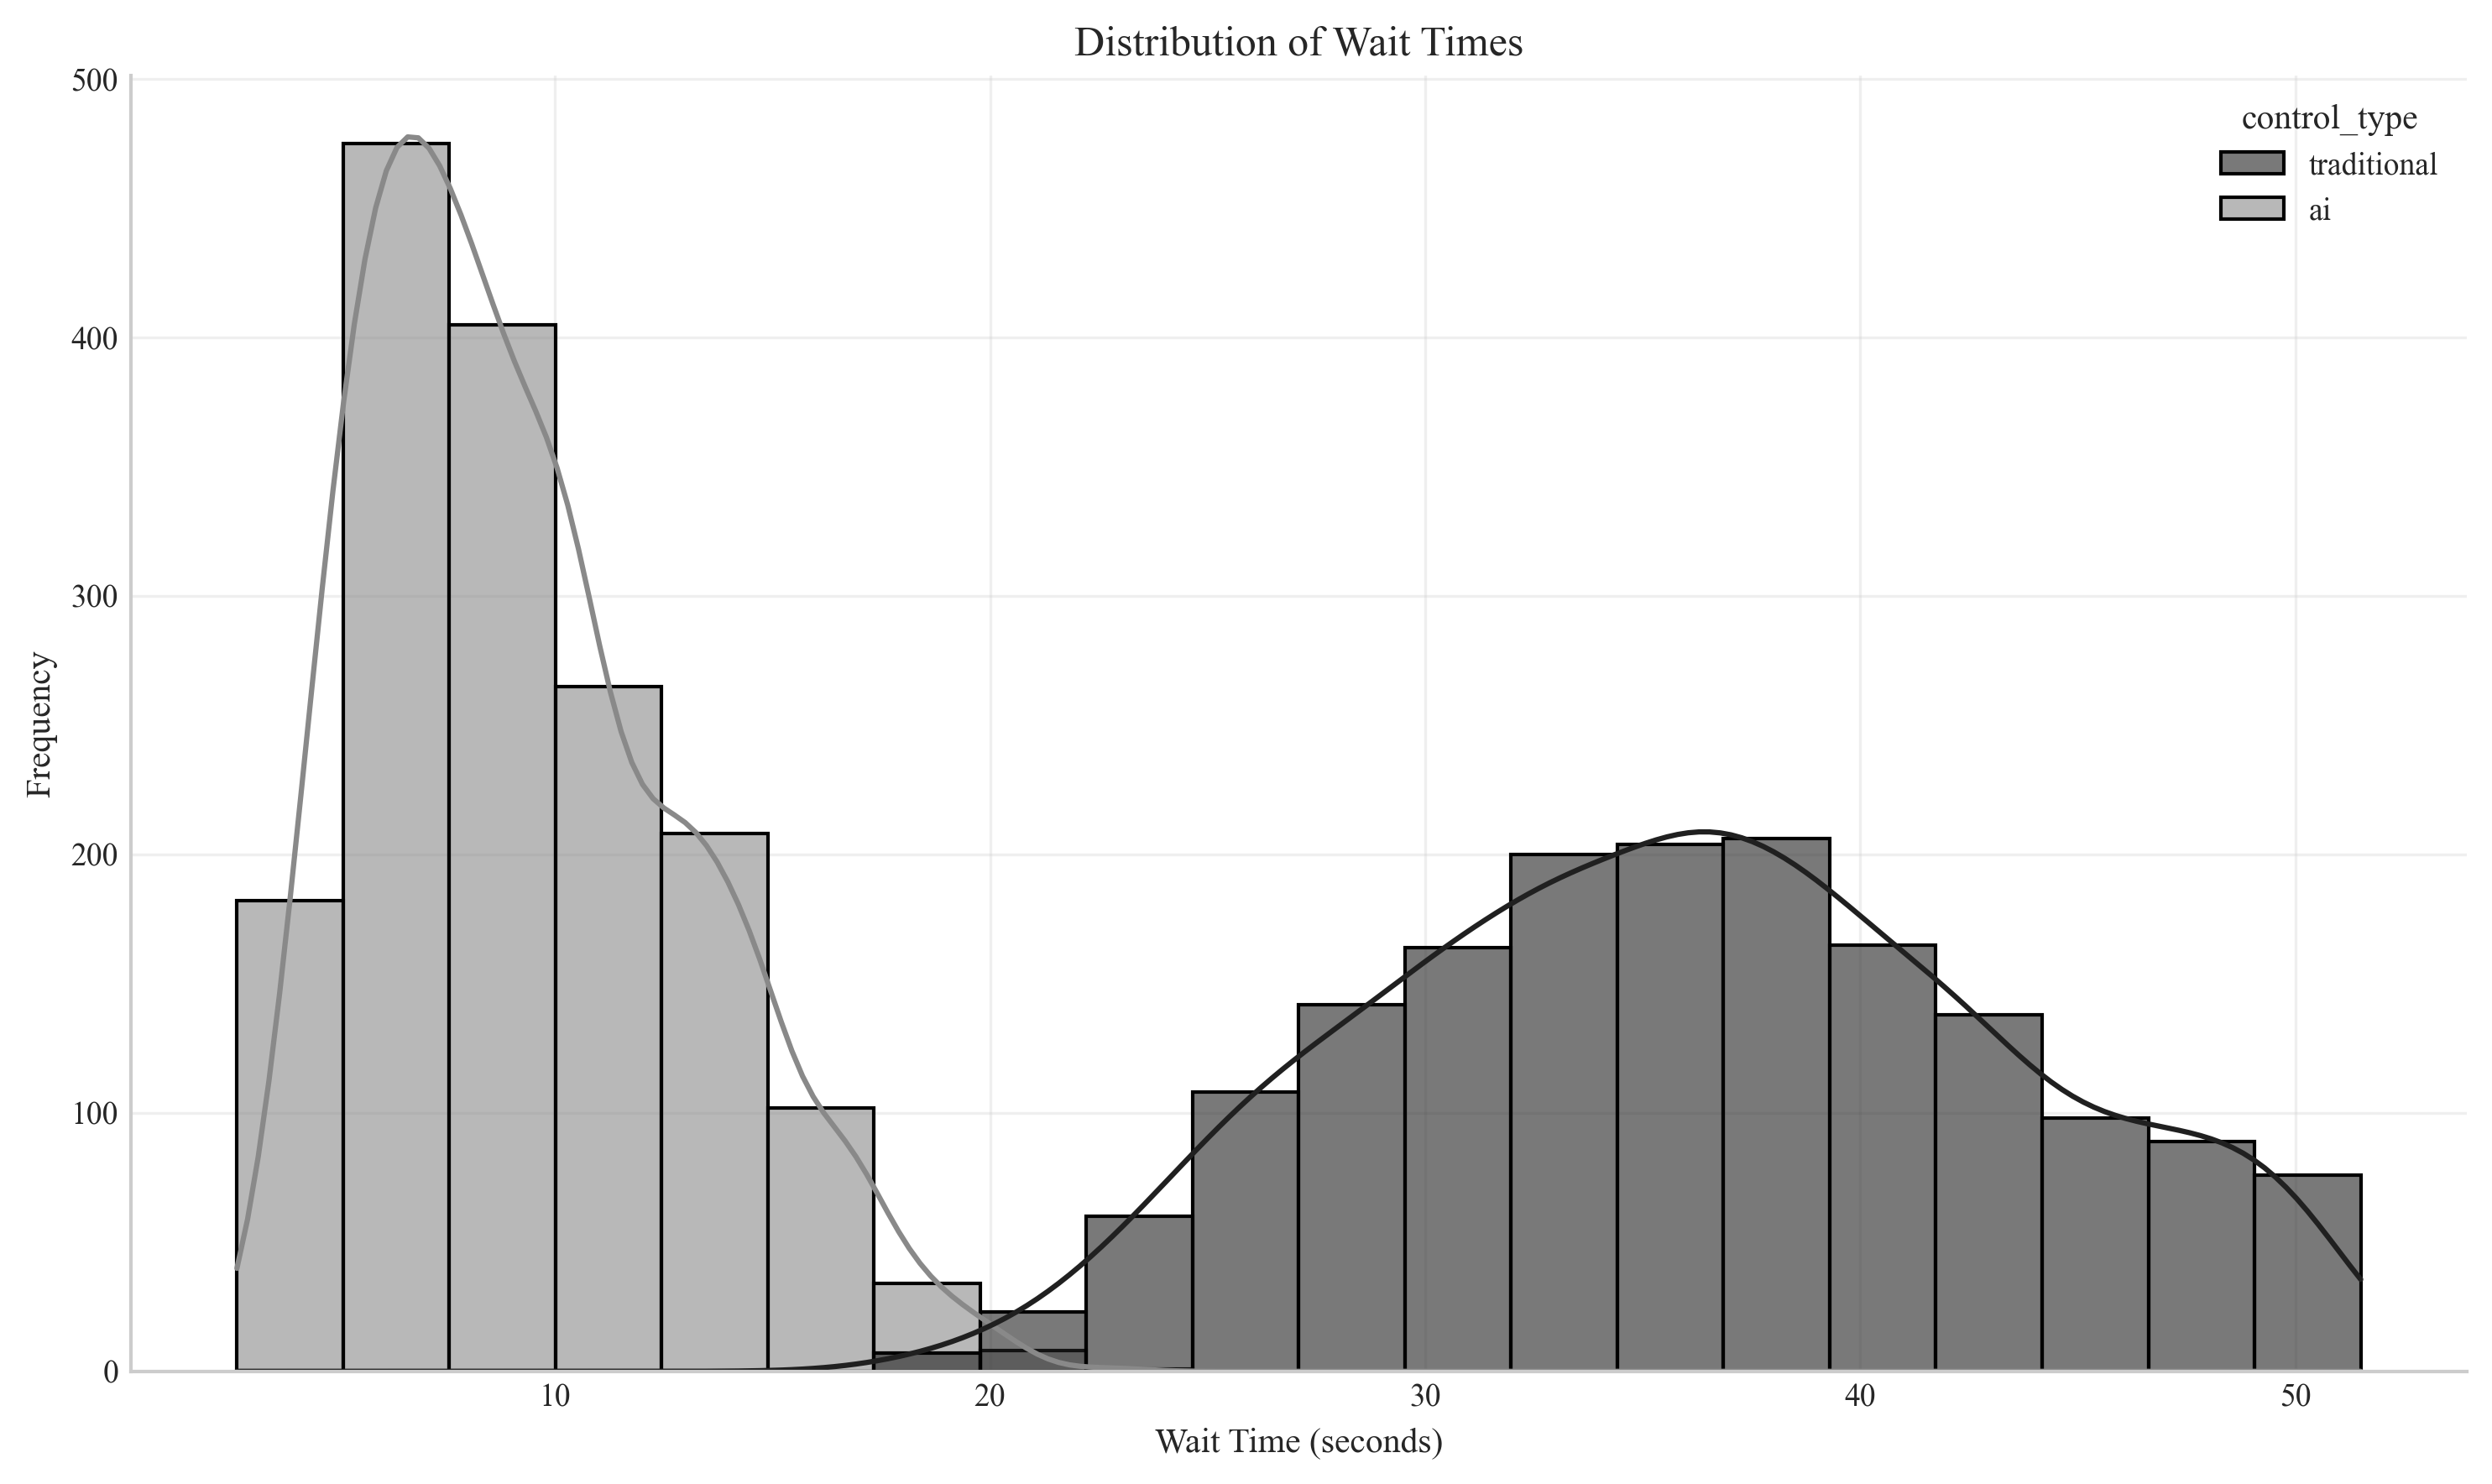 Distribution of Wait Times
500
400
300
200
100
0
Frequency
control_type
traditional
ai
10 20 30 40 50
Wait Time (seconds)